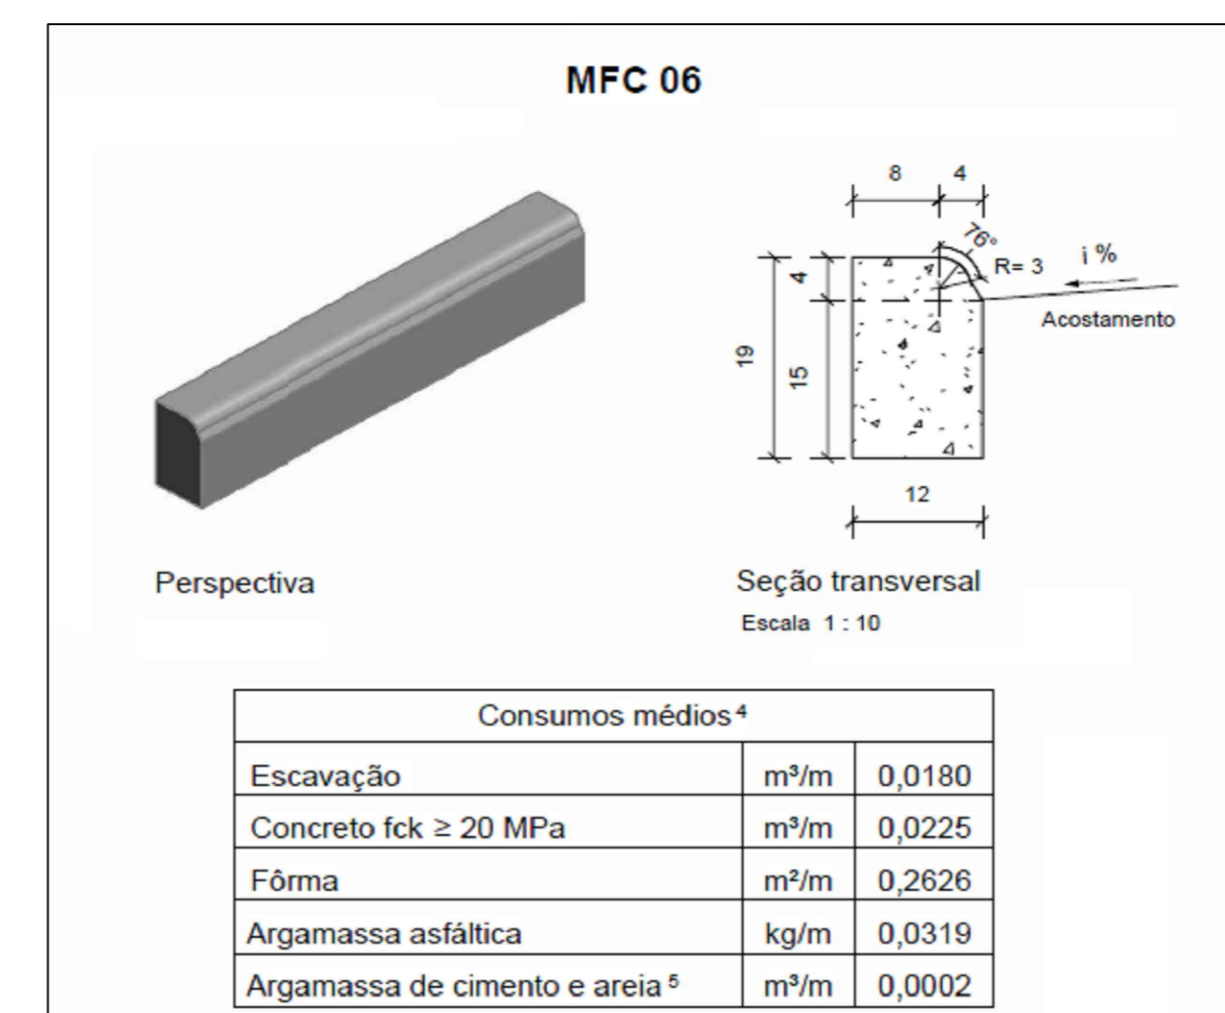 MFC 06
8 4
76°
R= 3
i %
4
Acostamento
19
15
12
Perspectiva
Seção transversal
Escala 1 : 10
Consumos médios ⁴
Escavação m³/m 0,0180
Concreto fck ≥ 20 MPa m³/m 0,0225
Fôrma m²/m 0,2626
Argamassa asfáltica kg/m 0,0319
Argamassa de cimento e areia ⁵ m³/m 0,0002